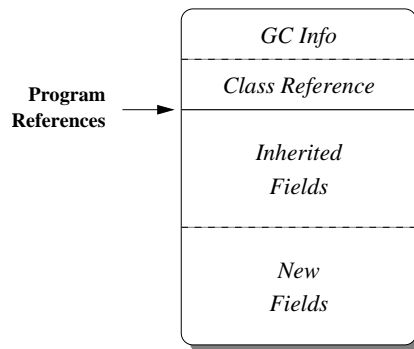 GC Info
Class Reference
Program
References
Inherited
Fields
New
Fields